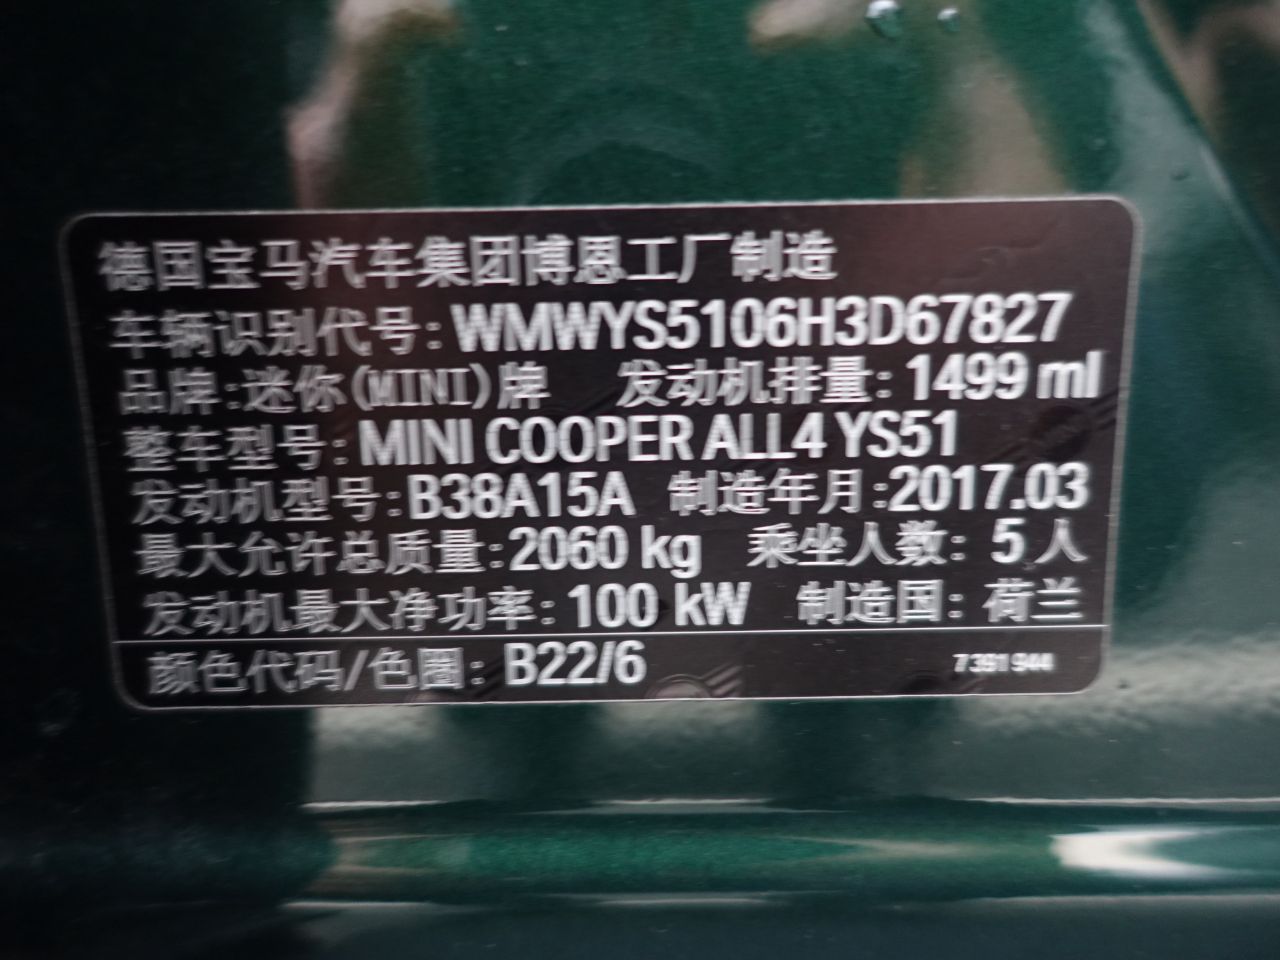 德国宝马汽车集团博恩工厂制造
车辆识别代号: WMWYS5106H3D67827
品牌:迷你(MINI)牌 发动机排量: 1499 ml
整车型号: MINI COOPER ALL4 YS51
发动机型号:B38A15A 制造年月:2017.03
最大允许总质量:2060 kg 乘坐人数: 5人
发动机最大净功率: 100 kW 制造国: 荷兰
颜色代码/色圈: B22/6 7391944